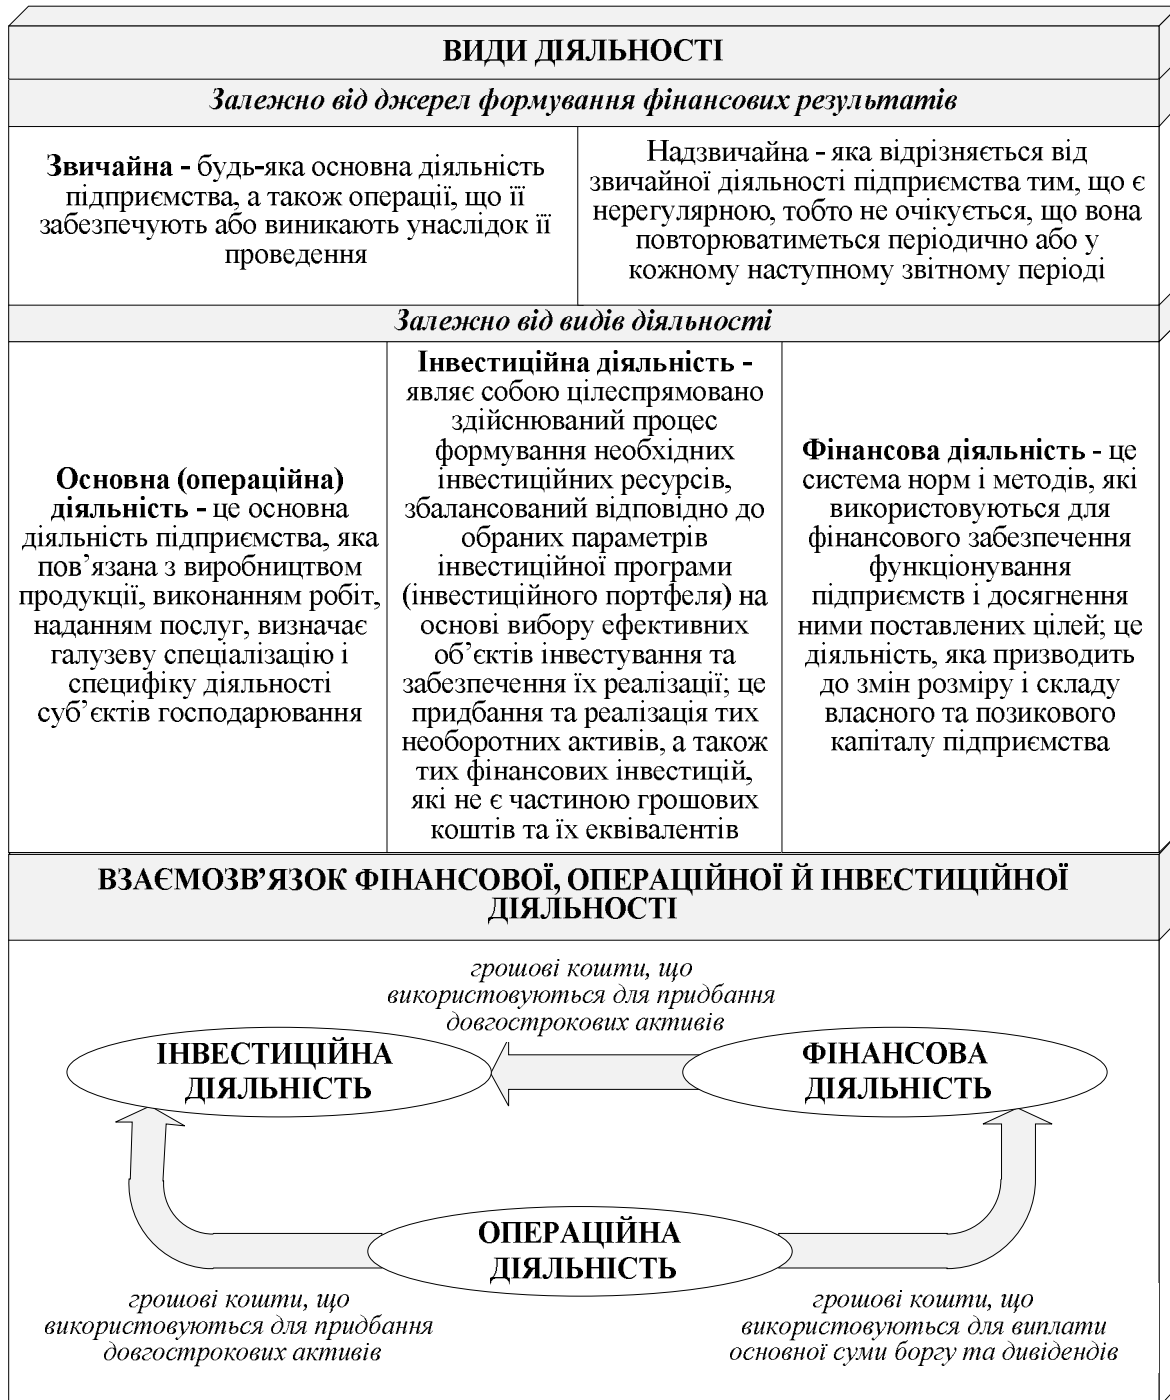 ВИДИ ДІЯЛЬНОСТІ
Залежно від джерел формування фінансових результатів
Звичайна - будь-яка основна діяльність
підприємства, а також операції, що її
забезпечують або виникають унаслідок її
проведення
Надзвичайна - яка відрізняється від
звичайної діяльності підприємства тим, що є
нерегулярною, тобто не очікується, що вона
повторюватиметься періодично або у
кожному наступному звітному періоді
Залежно від видів діяльності
Основна (операційна)
діяльність - це основна
діяльність підприємства, яка
пов’язана з виробництвом
продукції, виконанням робіт,
наданням послуг, визначає
галузеву спеціалізацію і
специфіку діяльності
суб’єктів господарювання
Інвестиційна діяльність -
являє собою цілеспрямовано
здійснюваний процес
формування необхідних
інвестиційних ресурсів,
збалансований відповідно до
обраних параметрів
інвестиційної програми
(інвестиційного портфеля) на
основі вибору ефективних
об’єктів інвестування та
забезпечення їх реалізації; це
придбання та реалізація тих
необоротних активів, а також
тих фінансових інвестицій,
які не є частиною грошових
коштів та їх еквівалентів
Фінансова діяльність - це
система норм і методів, які
використовуються для
фінансового забезпечення
функціонування
підприємств і досягнення
ними поставлених цілей; це
діяльність, яка призводить
до змін розміру і складу
власного та позикового
капіталу підприємства
ВЗАЄМОЗВ’ЯЗОК ФІНАНСОВОЇ, ОПЕРАЦІЙНОЇ Й ІНВЕСТИЦІЙНОЇ
ДІЯЛЬНОСТІ
грошові кошти, що
використовуються для придбання
довгострокових активів
ІНВЕСТИЦІЙНА
ДІЯЛЬНІСТЬ
ФІНАНСОВА
ДІЯЛЬНІСТЬ
ОПЕРАЦІЙНА
ДІЯЛЬНІСТЬ
грошові кошти, що
використовуються для придбання
довгострокових активів
грошові кошти, що
використовуються для виплати
основної суми боргу та дивідендів